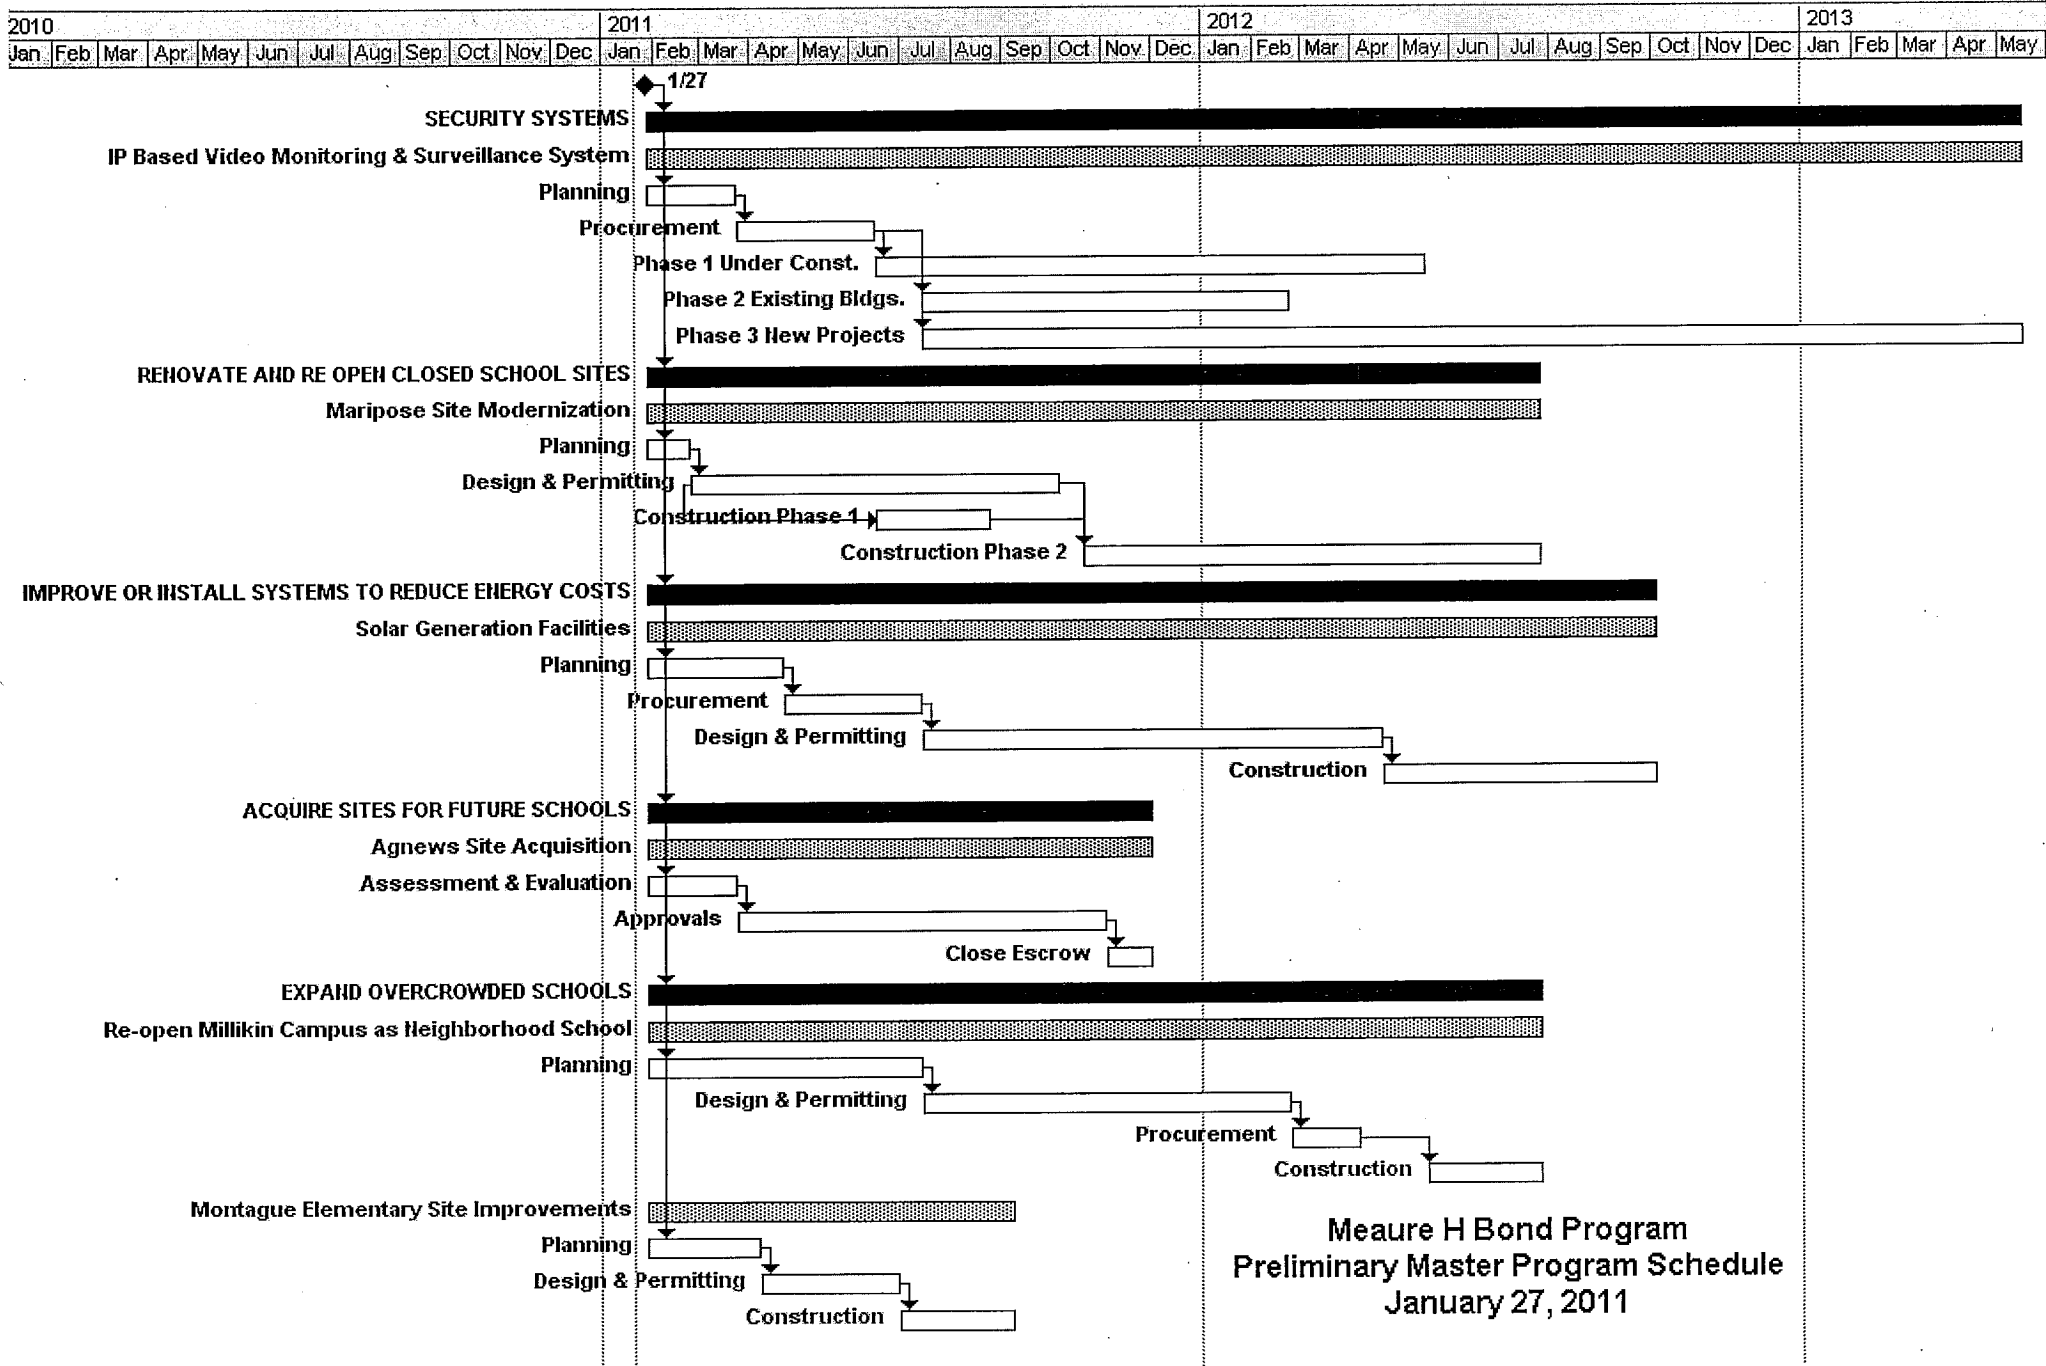 2010 2011 2012 2013
Jan Feb Mar Apr May Jun Jul Aug Sep Oct Nov Dec Jan Feb Mar Apr May Jun Jul Aug Sep Oct Nov Dec Jan Feb Mar Apr May Jun Jul Aug Sep Oct Nov Dec Jan Feb Mar Apr May
1/27
SECURITY SYSTEMS
IP Based Video Monitoring & Surveillance System
Planning
Procurement
Phase 1 Under Const.
Phase 2 Existing Bldgs.
Phase 3 New Projects
RENOVATE AND RE OPEN CLOSED SCHOOL SITES
Maripose Site Modernization
Planning
Design & Permitting
Construction Phase 1
Construction Phase 2
IMPROVE OR INSTALL SYSTEMS TO REDUCE ENERGY COSTS
Solar Generation Facilities
Planning
Procurement
Design & Permitting
Construction
ACQUIRE SITES FOR FUTURE SCHOOLS
Agnews Site Acquisition
Assessment & Evaluation
Approvals
Close Escrow
EXPAND OVERCROWDED SCHOOLS
Re-open Millikin Campus as Neighborhood School
Planning
Design & Permitting
Procurement
Construction
Montague Elementary Site Improvements
Planning
Design & Permitting
Construction
Meaure H Bond Program
Preliminary Master Program Schedule
January 27, 2011